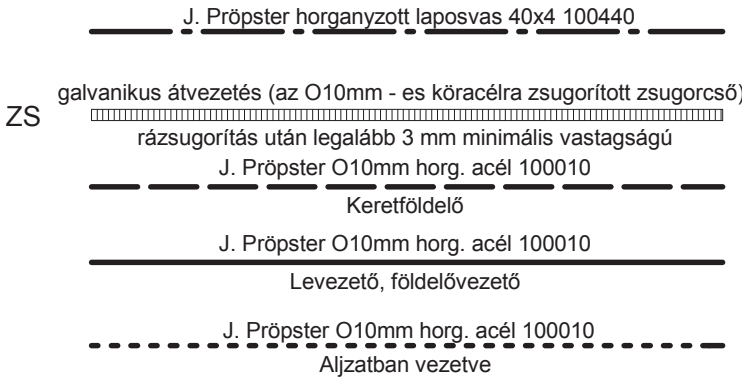 J. Pröpster horganyzott laposvas 40x4 100440
galvanikus átvezetés (az O10mm - es köracélra zsugorított zsugorcső)
ZS
rázsugorítás után legalább 3 mm minimális vastagságú
J. Pröpster O10mm horg. acél 100010
Keretföldelő
J. Pröpster O10mm horg. acél 100010
Levezető, földelővezető
J. Pröpster O10mm horg. acél 100010
Aljzatban vezetve